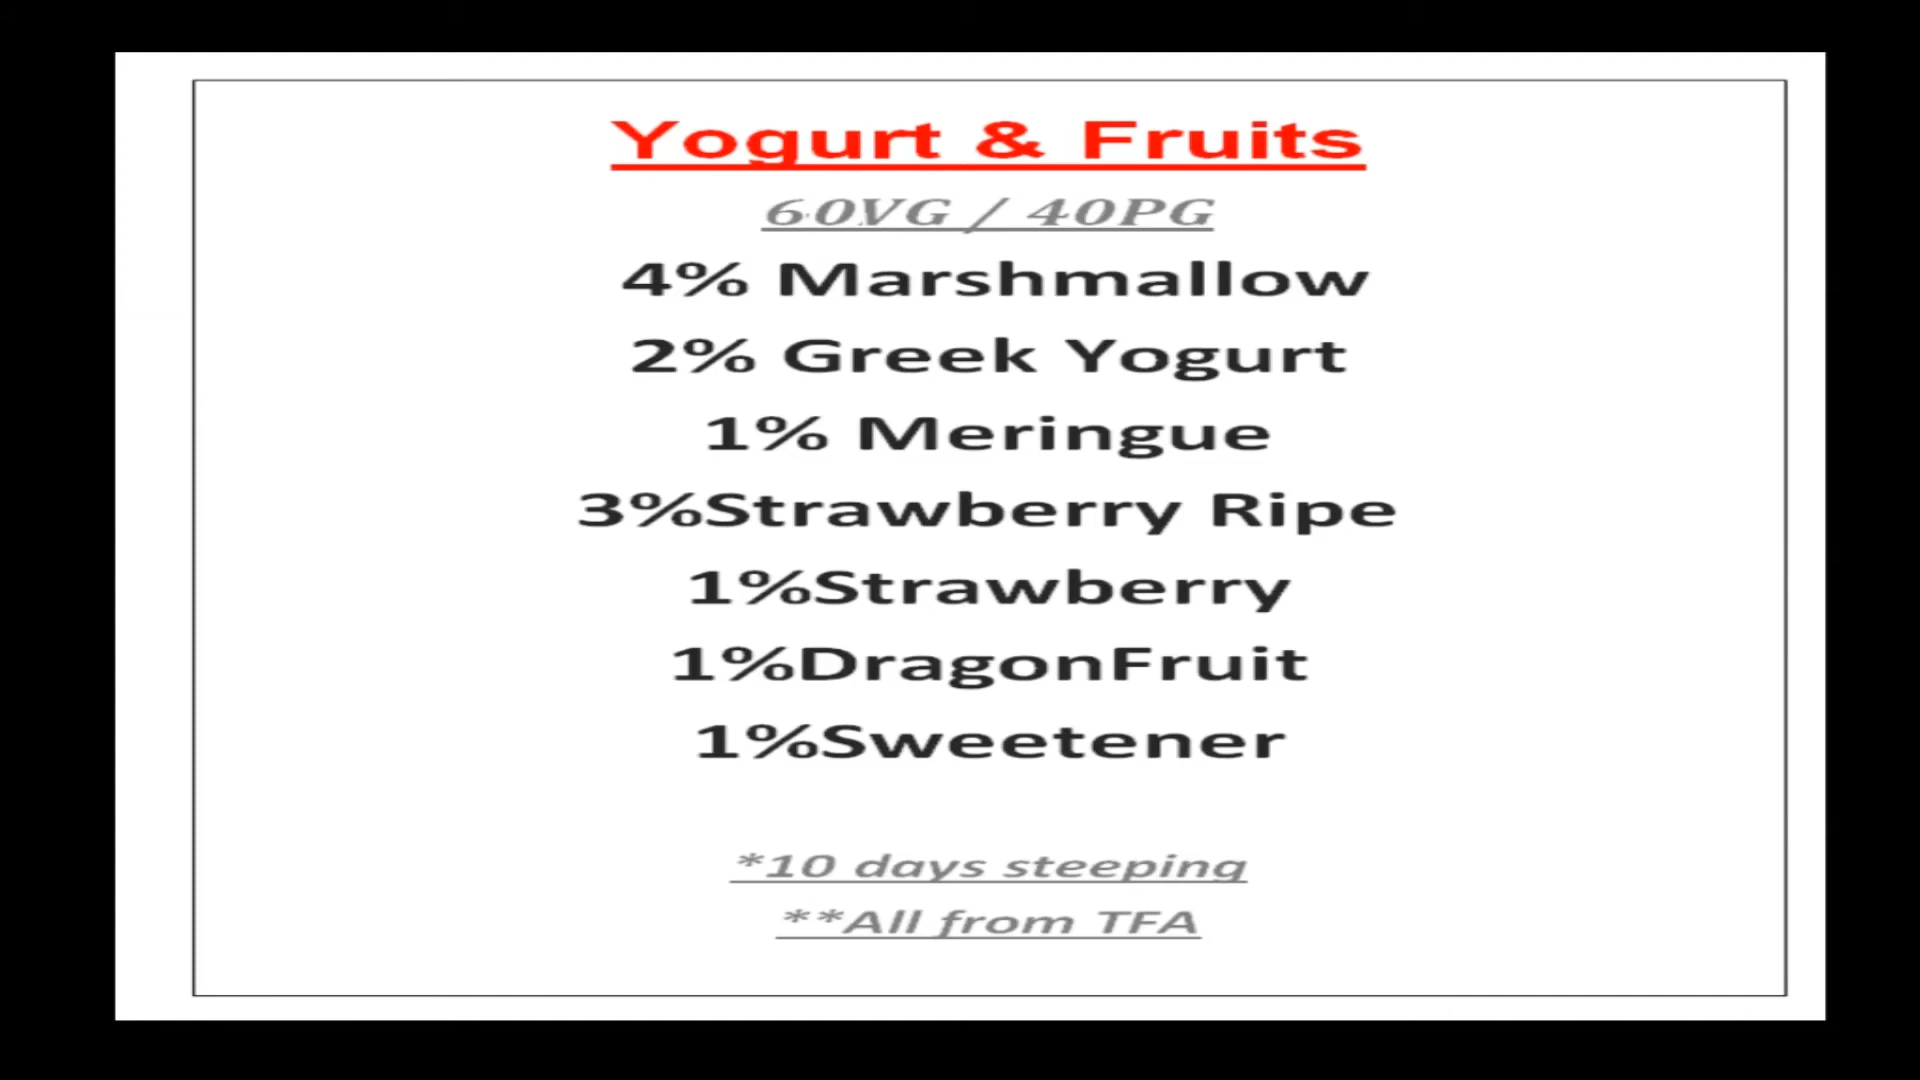 Yogurt & Fruits
60VG / 40PG
4% Marshmallow
2% Greek Yogurt
1% Meringue
3%Strawberry Ripe
1%Strawberry
1%DragonFruit
1%Sweetener
*10 days steeping
**All from TFA